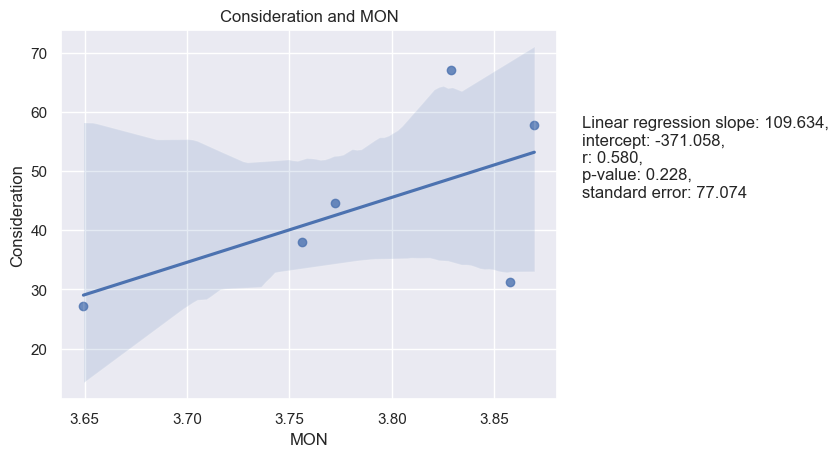 Consideration and MON
70
60
50
40
30
20
Consideration
3.65 3.70 3.75 3.80 3.85
MON
Linear regression slope: 109.634,
intercept: -371.058,
r: 0.580,
p-value: 0.228,
standard error: 77.074